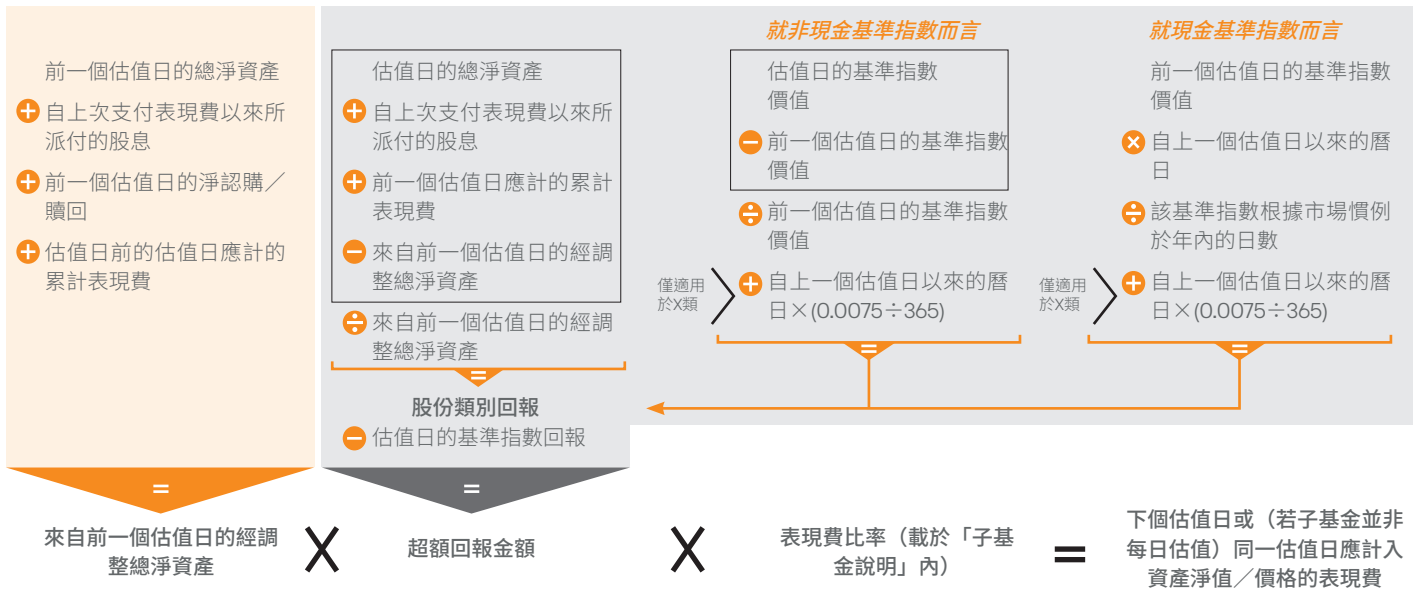 前一個估值日的總淨資產
+ 自上次支付表現費以來所
派付的股息
+ 前一個估值日的淨認購／
贖回
+ 估值日前的估值日應計的
累計表現費
=
來自前一個估值日的經調
整總淨資產
×
估值日的總淨資產
+ 自上次支付表現費以來所
派付的股息
+ 前一個估值日應計的累計
表現費
− 來自前一個估值日的經調
整總淨資產
÷ 來自前一個估值日的經調
整總淨資產
=
股份類別回報
− 估值日的基準指數回報
=
超額回報金額
就非現金基準指數而言
估值日的基準指數
價值
− 前一個估值日的基準指數
價值
÷ 前一個估值日的基準指數
價值
僅適用
於X類
+ 自上一個估值日以來的曆
日×(0.0075÷365)
=
就現金基準指數而言
前一個估值日的基準指數
價值
× 自上一個估值日以來的曆
日
÷ 該基準指數根據市場慣例
於年內的日數
僅適用
於X類
+ 自上一個估值日以來的曆
日×(0.0075÷365)
=
×
表現費比率（載於「子基
金說明」內）
=
下個估值日或（若子基金並非
每日估值）同一估值日應計入
資產淨值／價格的表現費